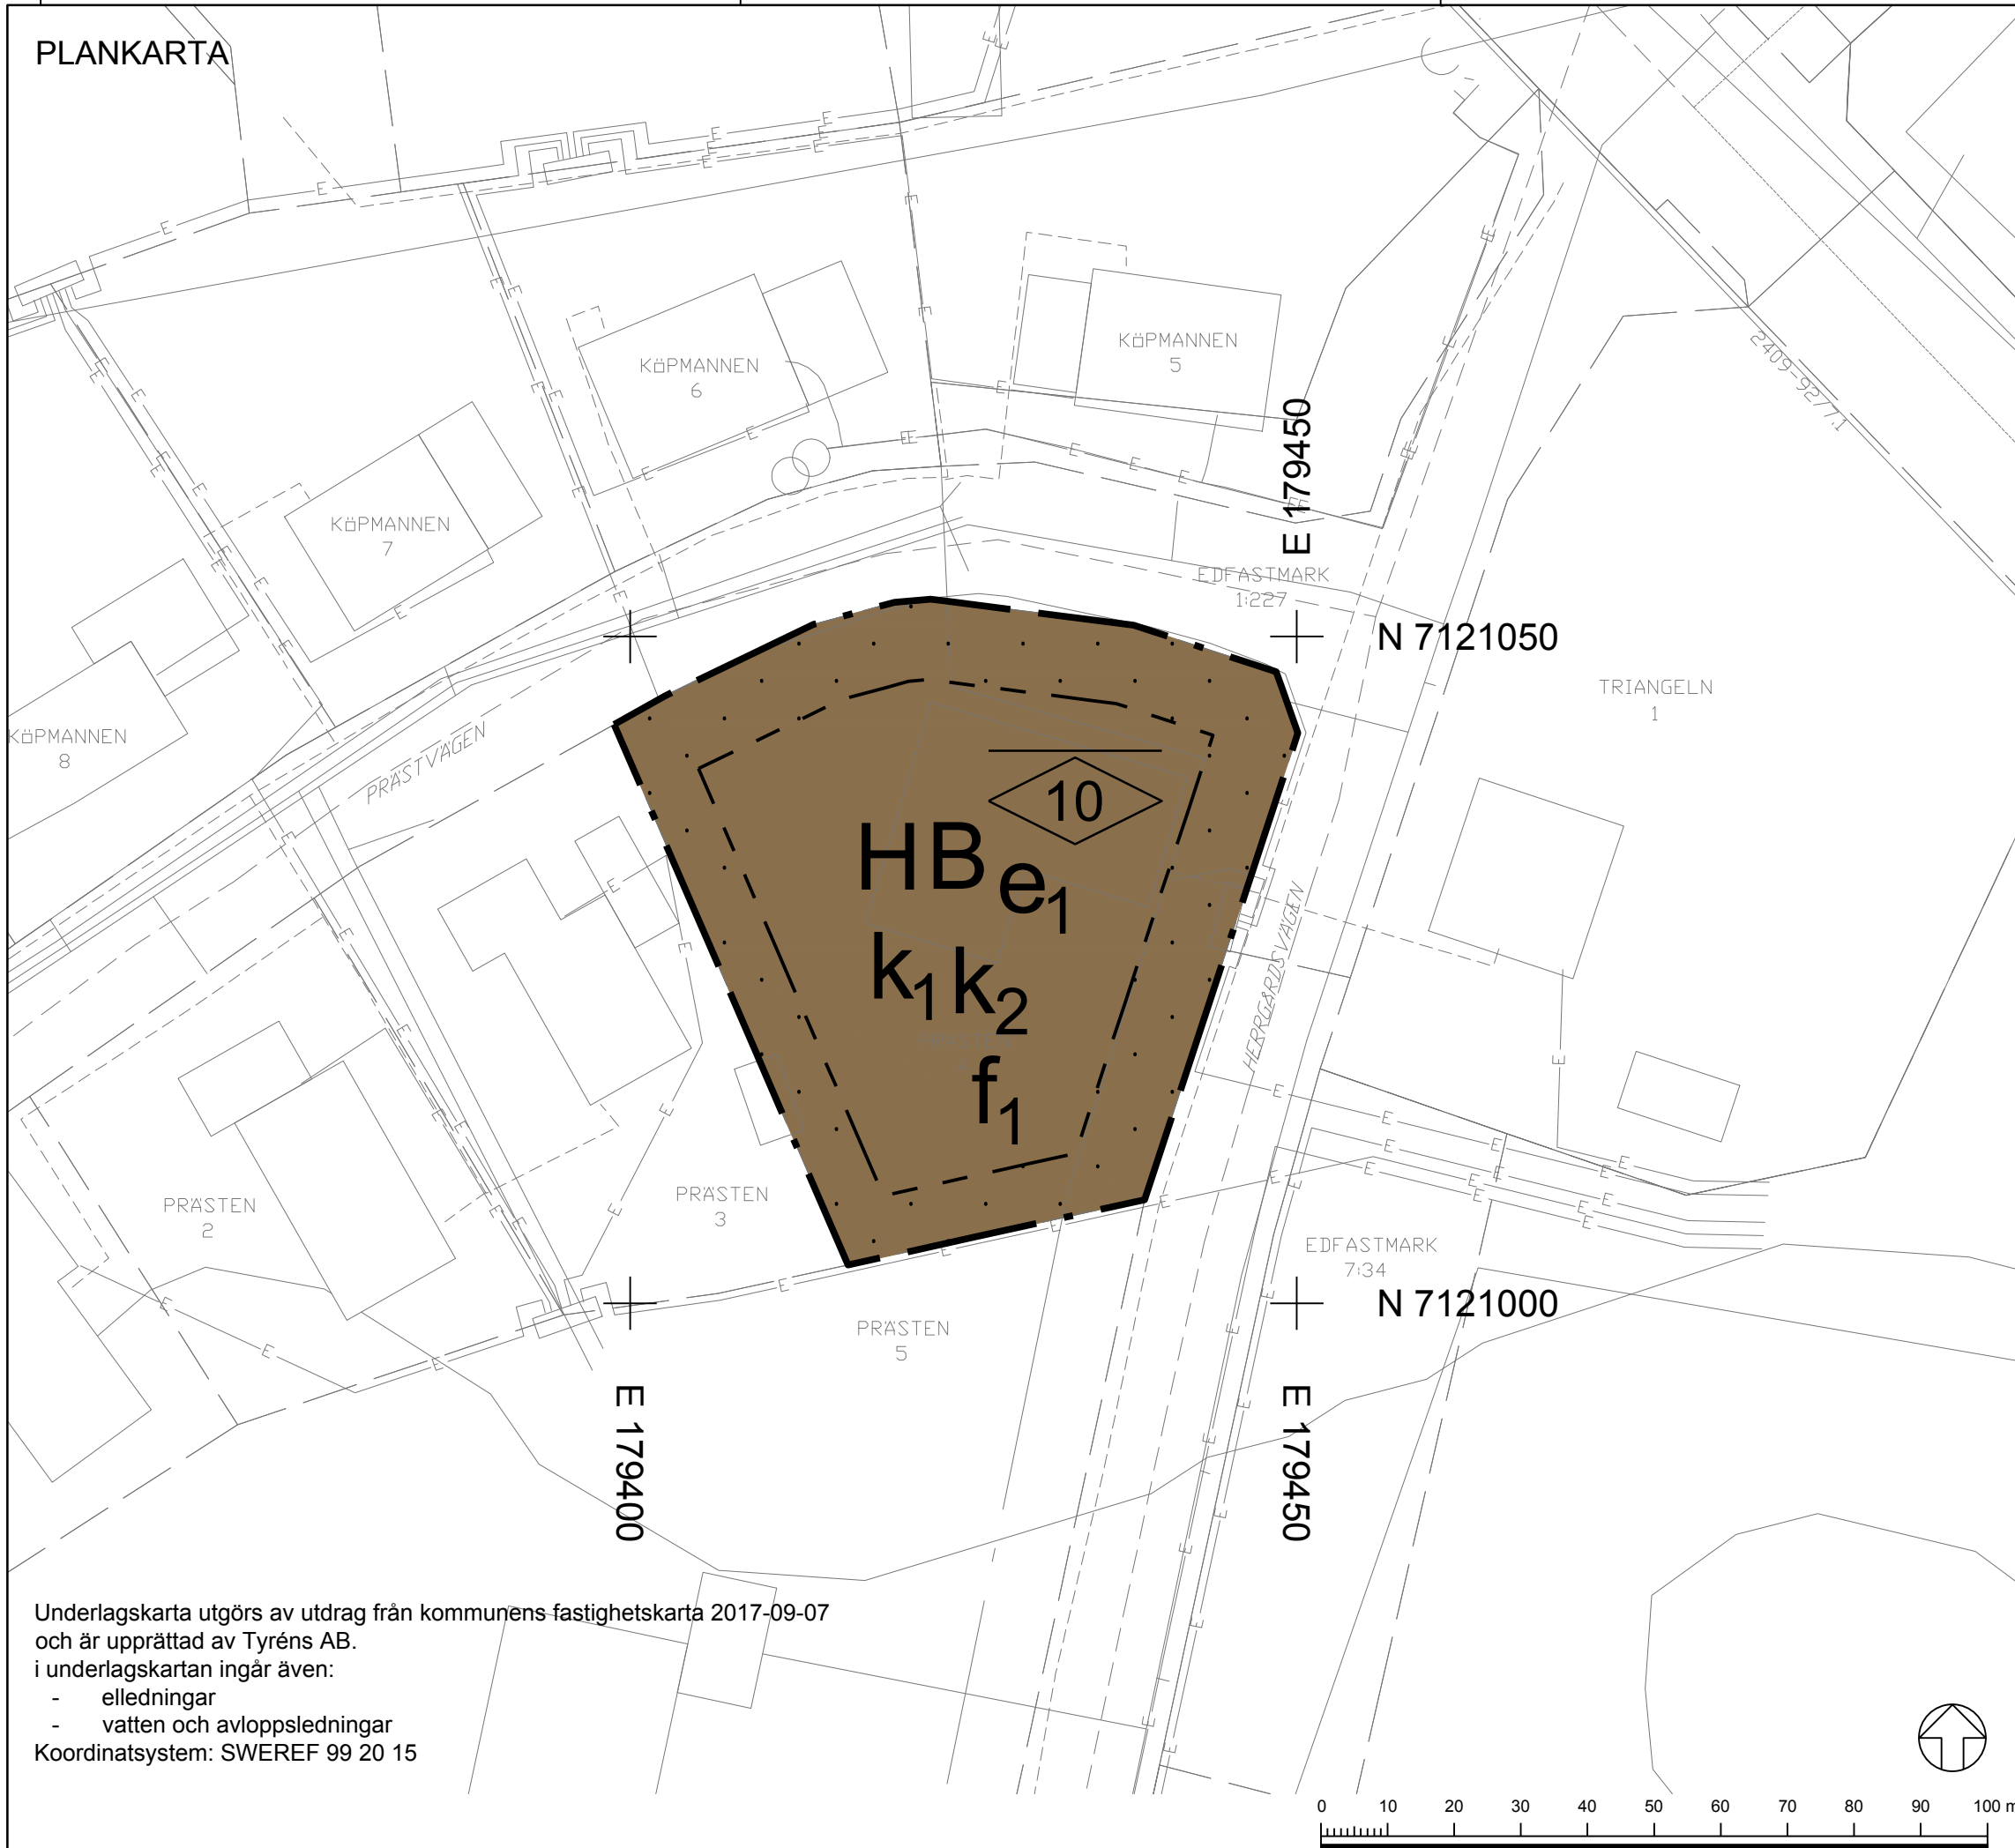 PLANKARTA
KÖPMANNEN
5
KÖPMANNEN
6
KÖPMANNEN
7
KÖPMANNEN
8
2409-927.1
E 179450
EDFASTMARK
1:227
N 7121050
TRIANGELN
1
PRÄSTVÄGEN
10
HB e1
k1 k2
f1
HERRGÅRDSVÄGEN
PRÄSTEN
2
PRÄSTEN
3
EDFASTMARK
7:34
N 7121000
PRÄSTEN
5
E 179400
E 179450
Underlagskarta utgörs av utdrag från kommunens fastighetskarta 2017-09-07
och är upprättad av Tyréns AB.
i underlagskartan ingår även:
- elledningar
- vatten och avloppsledningar
Koordinatsystem: SWEREF 99 20 15
0 10 20 30 40 50 60 70 80 90 100 m